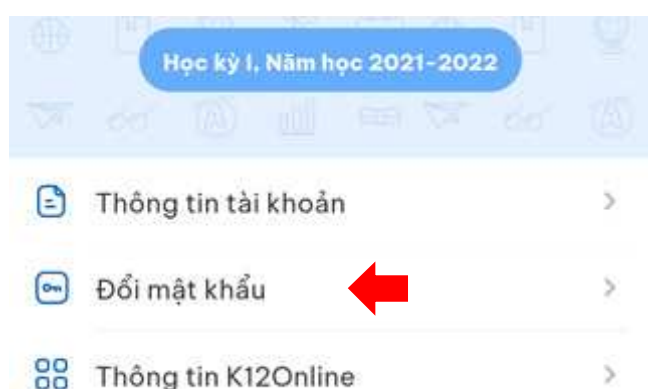 Học kỳ I, Năm học 2021-2022
Thông tin tài khoản
Đổi mật khẩu
Thông tin K12Online